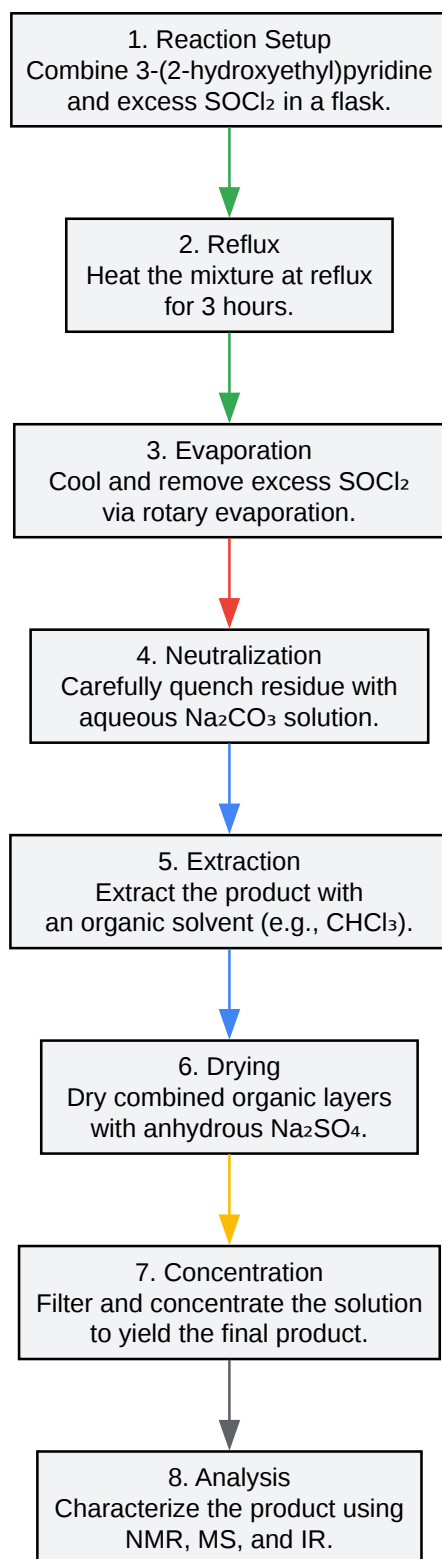 1. Reaction Setup
Combine 3-(2-hydroxyethyl)pyridine
and excess SOCl₂ in a flask.
2. Reflux
Heat the mixture at reflux
for 3 hours.
3. Evaporation
Cool and remove excess SOCl₂
via rotary evaporation.
4. Neutralization
Carefully quench residue with
aqueous Na₂CO₃ solution.
5. Extraction
Extract the product with
an organic solvent (e.g., CHCl₃).
6. Drying
Dry combined organic layers
with anhydrous Na₂SO₄.
7. Concentration
Filter and concentrate the solution
to yield the final product.
8. Analysis
Characterize the product using
NMR, MS, and IR.